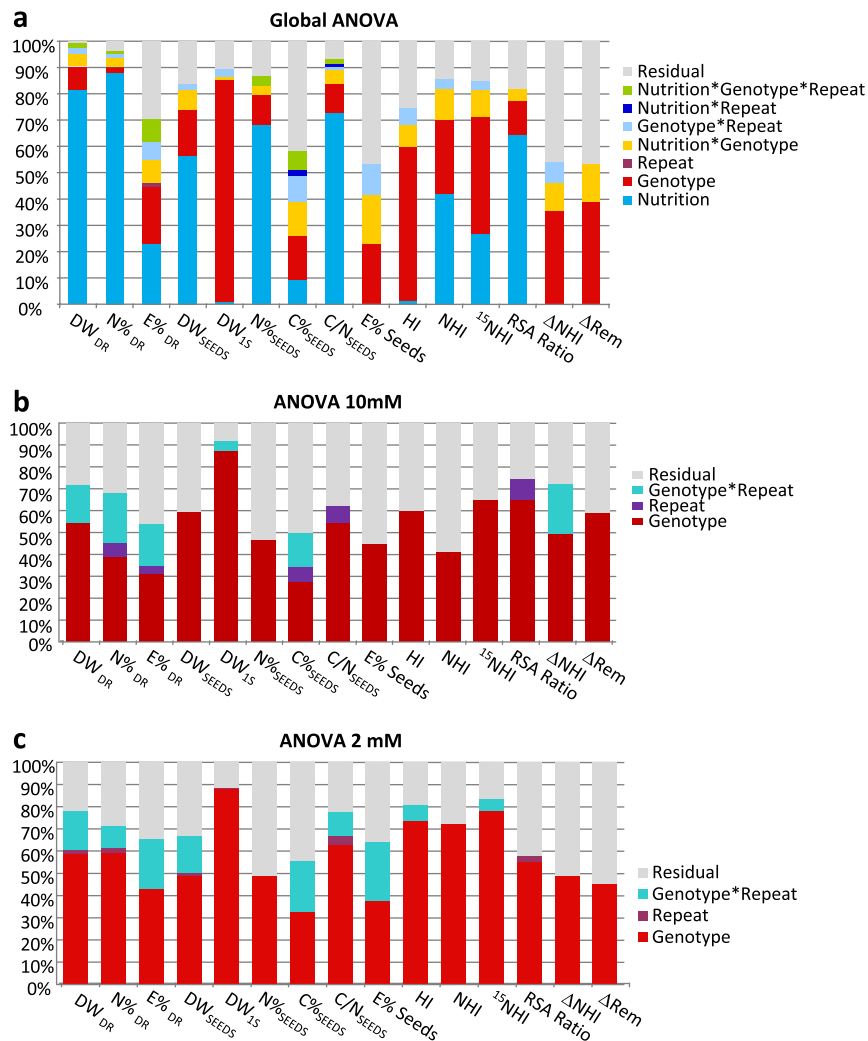 a
Global ANOVA
100%
90%
80%
70%
60%
50%
40%
30%
20%
10%
0%
DW DR
N% DR
E% DR
DW SEEDS
DW 1S
N% SEEDS
C% SEEDS
C/N SEEDS
E% Seeds
HI
NHI
15NHI
RSA Ratio
ΔNHI
ΔRem
Residual
Nutrition*Genotype*Repeat
Nutrition*Repeat
Genotype*Repeat
Nutrition*Genotype
Repeat
Genotype
Nutrition
b
ANOVA 10mM
100%
90%
80%
70%
60%
50%
40%
30%
20%
10%
0%
DW DR
N% DR
E% DR
DW SEEDS
DW 1S
N% SEEDS
C% SEEDS
C/N SEEDS
E% Seeds
HI
NHI
15NHI
RSA Ratio
ΔNHI
ΔRem
Residual
Genotype*Repeat
Repeat
Genotype
c
ANOVA 2 mM
100%
90%
80%
70%
60%
50%
40%
30%
20%
10%
0%
DW DR
N% DR
E% DR
DW SEEDS
DW 1S
N% SEEDS
C% SEEDS
C/N SEEDS
E% Seeds
HI
NHI
15NHI
RSA Ratio
ΔNHI
ΔRem
Residual
Genotype*Repeat
Repeat
Genotype